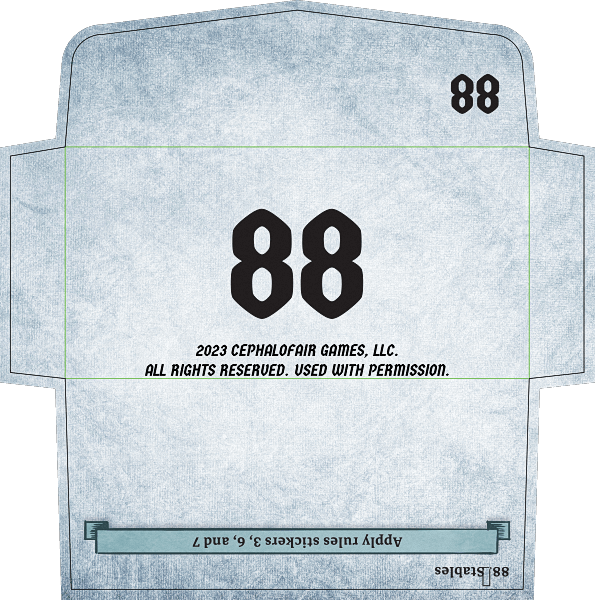 88
88
2023 CEPHALOFAIR GAMES, LLC.
ALL RIGHTS RESERVED. USED WITH PERMISSION.
Apply rules stickers 3, 6, and 7
88 Stables